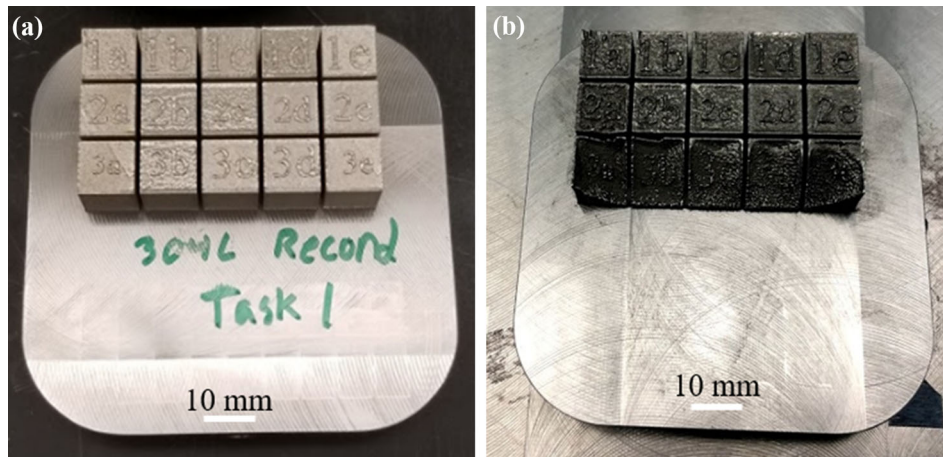 (a)
1a 1b 1c 1d 1e
2a 2b 2c 2d 2e
3a 3b 3c 3d 3e
304L Record
Task 1
10 mm
(b)
1a 1b 1c 1d 1e
2a 2b 2c 2d 2e
10 mm